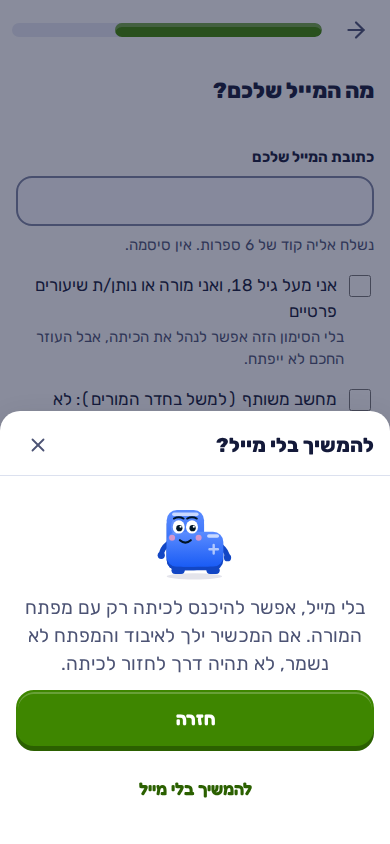 מה המייל שלכם?
כתובת המייל שלכם
נשלח אליה קוד של 6 ספרות. אין סיסמה.
אני מעל גיל 18, ואני מורה או נותן/ת שיעורים
פרטיים
בלי הסימון הזה אפשר לנהל את הכיתה, אבל העוזר
החכם לא ייפתח.
מחשב משותף (למשל בחדר המורים): לא
להמשיך בלי מייל?
בלי מייל, אפשר להיכנס לכיתה רק עם מפתח
המורה. אם המכשיר ילך לאיבוד והמפתח לא
נשמר, לא תהיה דרך לחזור לכיתה.
חזרה
להמשיך בלי מייל